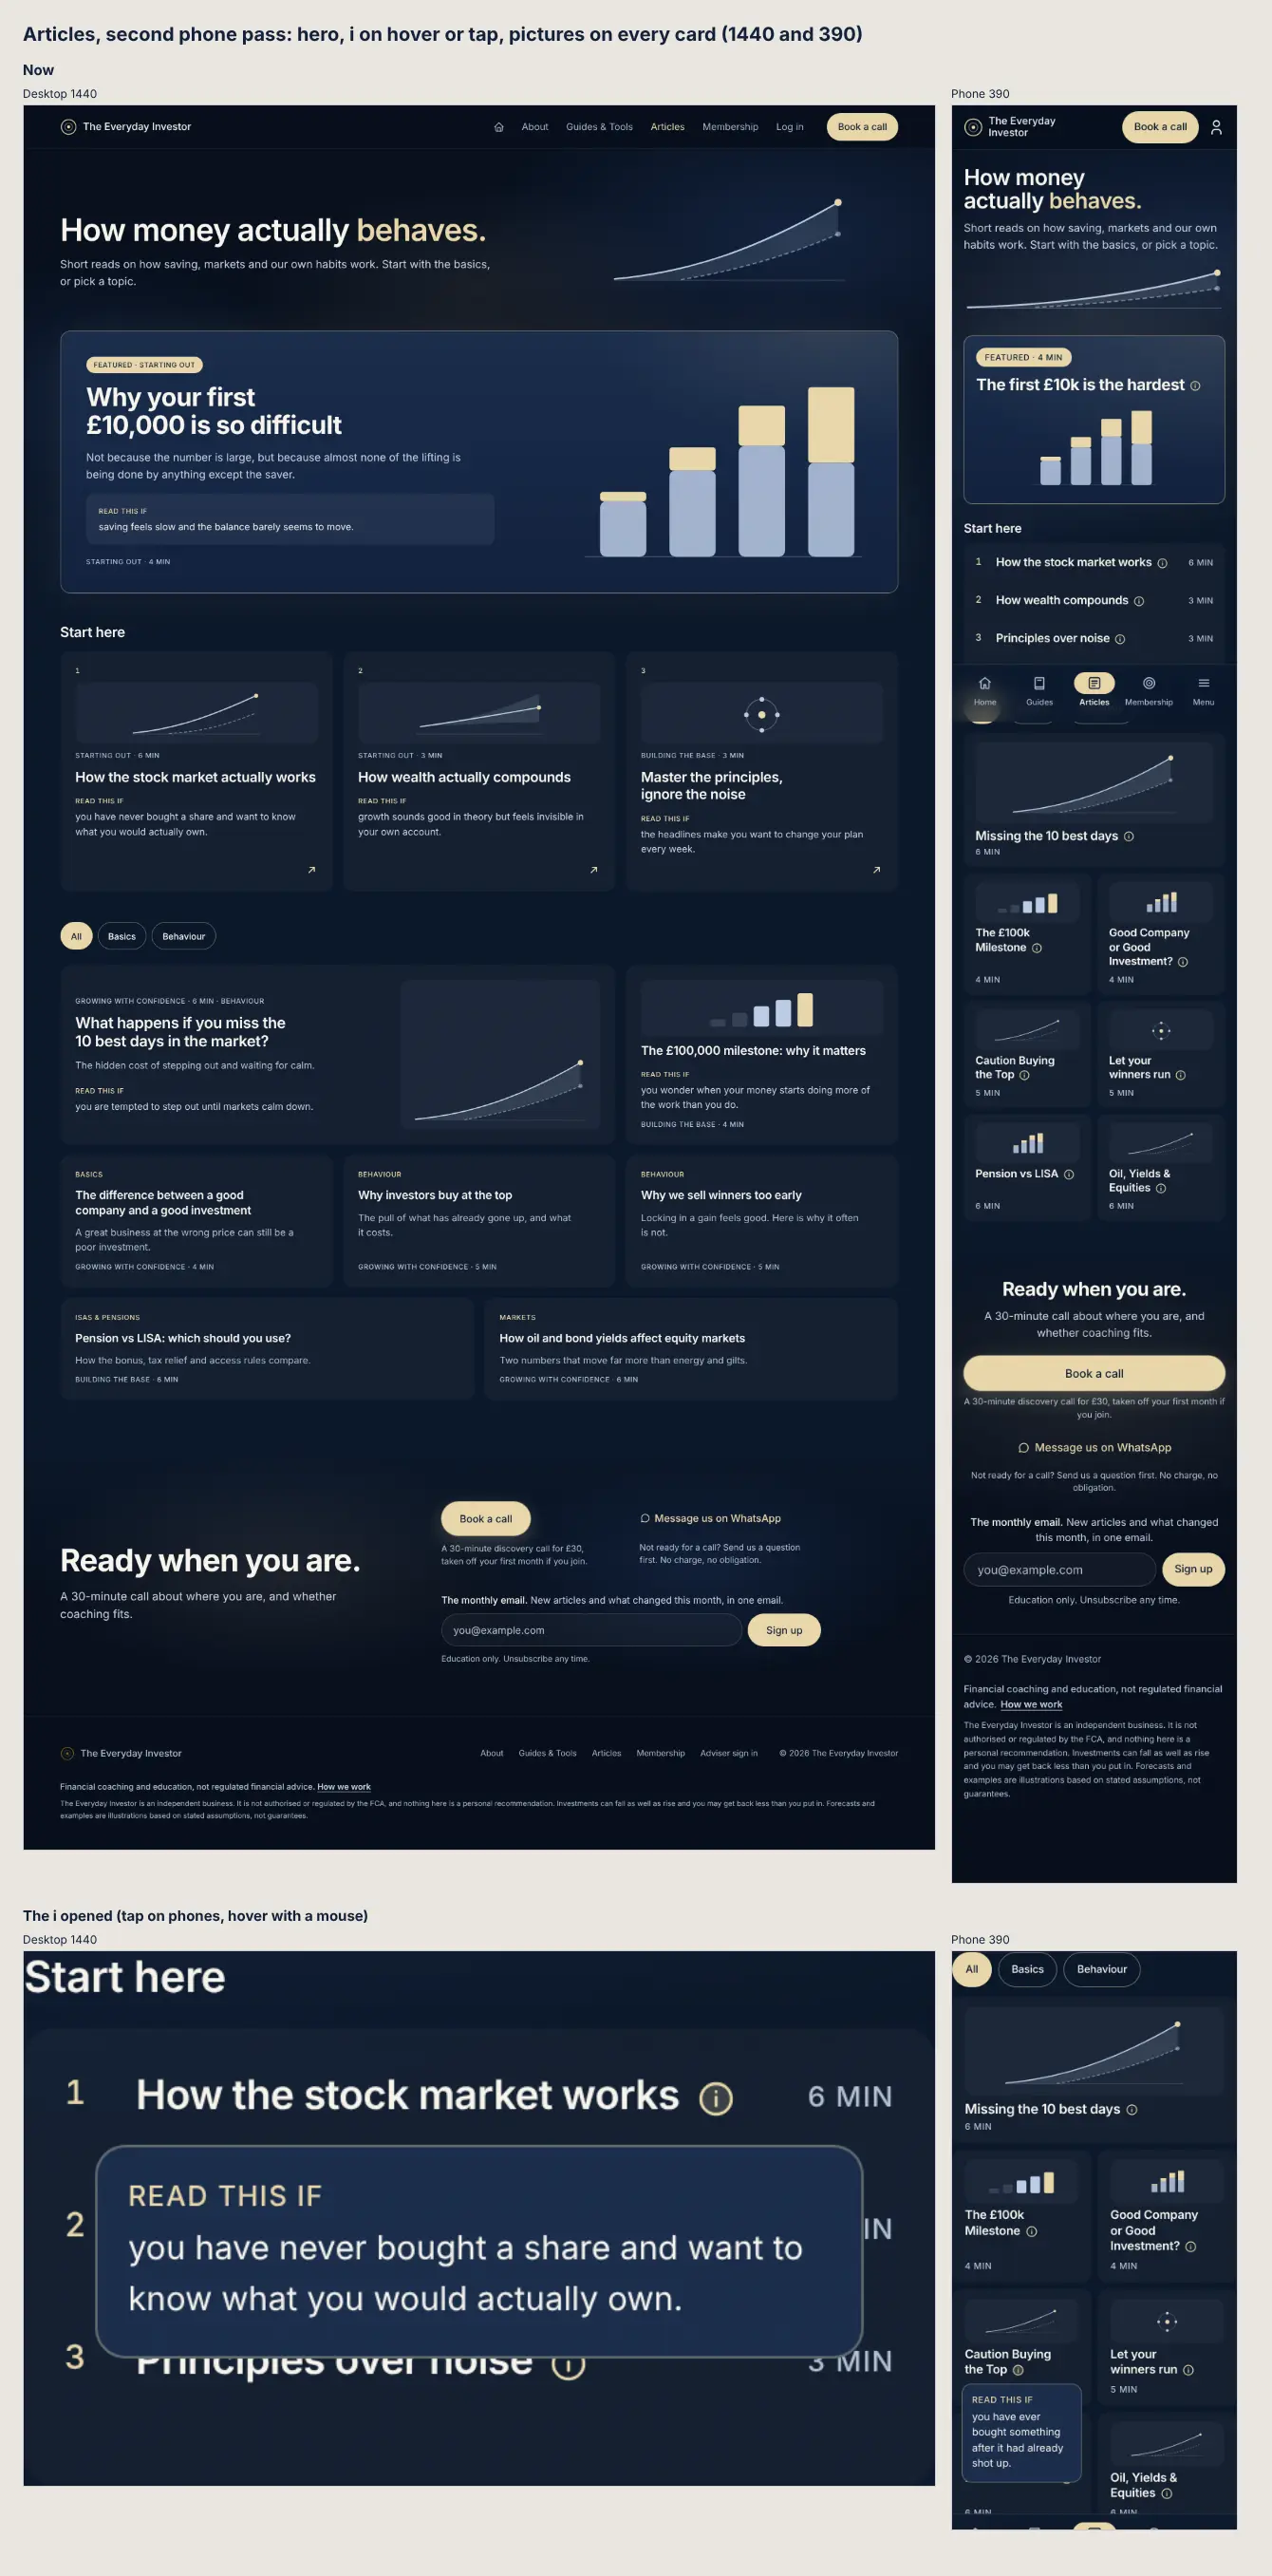 Articles, second phone pass: hero, i on hover or tap, pictures on every card (1440 and 390)
Now
Desktop 1440
The Everyday Investor
About
Guides & Tools
Articles
Membership
Log in
Book a call
How money actually behaves.
Short reads on how saving, markets and our own habits work. Start with the basics,
or pick a topic.
FEATURED · STARTING OUT
Why your first
£10,000 is so difficult
Not because the number is large, but because almost none of the lifting is
being done by anything except the saver.
READ THIS IF
saving feels slow and the balance barely seems to move.
STARTING OUT · 4 MIN
Start here
1
STARTING OUT · 6 MIN
How the stock market actually works
READ THIS IF
you have never bought a share and want to know
what you would actually own.
2
STARTING OUT · 3 MIN
How wealth actually compounds
READ THIS IF
growth sounds good in theory but feels invisible in
your own account.
3
BUILDING THE BASE · 3 MIN
Master the principles,
ignore the noise
READ THIS IF
the headlines make you want to change your plan
every week.
All
Basics
Behaviour
GROWING WITH CONFIDENCE · 6 MIN · BEHAVIOUR
What happens if you miss the
10 best days in the market?
The hidden cost of stepping out and waiting for calm.
READ THIS IF
you are tempted to step out until markets calm down.
The £100,000 milestone: why it matters
READ THIS IF
you wonder when your money starts doing more of
the work than you do.
BUILDING THE BASE · 4 MIN
BASICS
The difference between a good
company and a good investment
A great business at the wrong price can still be a
poor investment.
GROWING WITH CONFIDENCE · 4 MIN
BEHAVIOUR
Why investors buy at the top
The pull of what has already gone up, and what
it costs.
GROWING WITH CONFIDENCE · 5 MIN
BEHAVIOUR
Why we sell winners too early
Locking in a gain feels good. Here is why it often
is not.
GROWING WITH CONFIDENCE · 5 MIN
ISAS & PENSIONS
Pension vs LISA: which should you use?
How the bonus, tax relief and access rules compare.
BUILDING THE BASE · 6 MIN
MARKETS
How oil and bond yields affect equity markets
Two numbers that move far more than energy and gilts.
GROWING WITH CONFIDENCE · 6 MIN
Ready when you are.
A 30-minute call about where you are, and whether
coaching fits.
Book a call
A 30-minute discovery call for £30,
taken off your first month if you join.
Message us on WhatsApp
Not ready for a call? Send us a question
first. No charge, no obligation.
The monthly email. New articles and what changed this month, in one email.
you@example.com
Sign up
Education only. Unsubscribe any time.
The Everyday Investor
About
Guides & Tools
Articles
Membership
Adviser sign in
© 2026 The Everyday Investor
Financial coaching and education, not regulated financial advice. How we work
The Everyday Investor is an independent business. It is not authorised or regulated by the FCA, and nothing here is a personal recommendation. Investments can fall as well as rise and you may get back less than you put in. Forecasts and
examples are illustrations based on stated assumptions, not guarantees.
Phone 390
The Everyday
Investor
Book a call
How money
actually behaves.
Short reads on how saving, markets and our own
habits work. Start with the basics, or pick a topic.
FEATURED · 4 MIN
The first £10k is the hardest
Start here
1 How the stock market works 6 MIN
2 How wealth compounds 3 MIN
3 Principles over noise 3 MIN
Home
Guides
Articles
Membership
Menu
Missing the 10 best days
6 MIN
The £100k
Milestone
4 MIN
Good Company
or Good
Investment?
4 MIN
Caution Buying
the Top
5 MIN
Let your
winners run
5 MIN
Pension vs LISA
6 MIN
Oil, Yields &
Equities
6 MIN
Ready when you are.
A 30-minute call about where you are, and
whether coaching fits.
Book a call
A 30-minute discovery call for £30, taken off your first month if
you join.
Message us on WhatsApp
Not ready for a call? Send us a question first. No charge, no
obligation.
The monthly email. New articles and what changed
this month, in one email.
you@example.com
Sign up
Education only. Unsubscribe any time.
© 2026 The Everyday Investor
Financial coaching and education, not regulated financial
advice. How we work
The Everyday Investor is an independent business. It is not
authorised or regulated by the FCA, and nothing here is a
personal recommendation. Investments can fall as well as rise
and you may get back less than you put in. Forecasts and
examples are illustrations based on stated assumptions, not
guarantees.
The i opened (tap on phones, hover with a mouse)
Desktop 1440
Start here
1 How the stock market works 6 MIN
READ THIS IF
you have never bought a share and want to
know what you would actually own.
2 IN
3 Principles over noise 3 MIN
Phone 390
All
Basics
Behaviour
Missing the 10 best days
6 MIN
The £100k
Milestone
4 MIN
Good Company
or Good
Investment?
4 MIN
Caution Buying
the Top
READ THIS IF
you have ever
bought something
after it had already
shot up.
Let your
winners run
5 MIN
6 MIN
Oil, Yields &
Equities
6 MIN